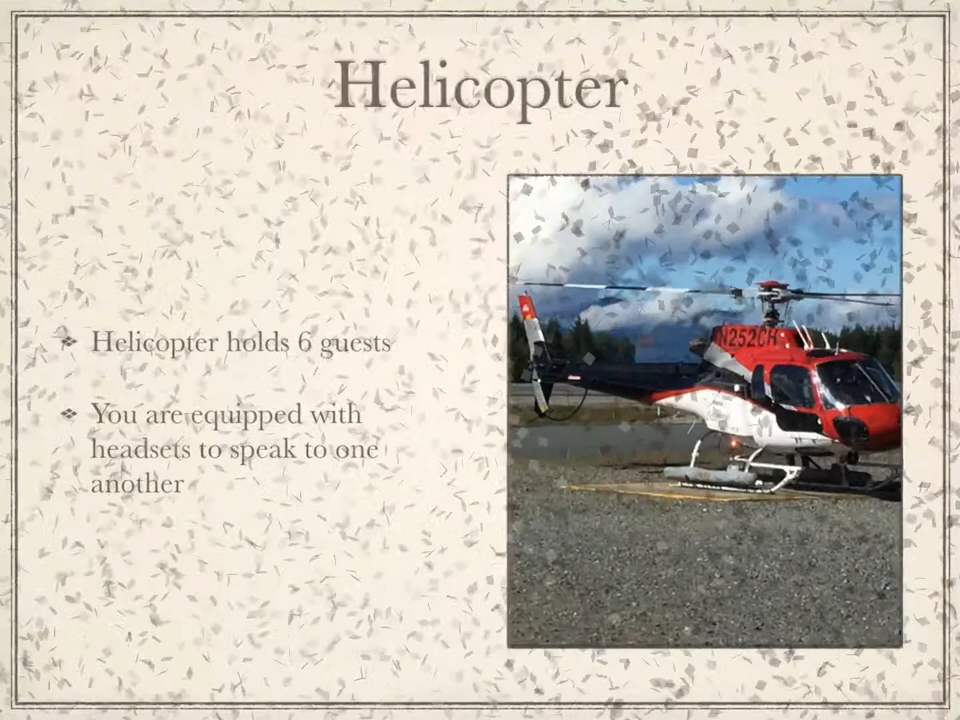 Helicopter
Helicopter holds 6 guests
You are equipped with
headsets to speak to one
another
N252CH